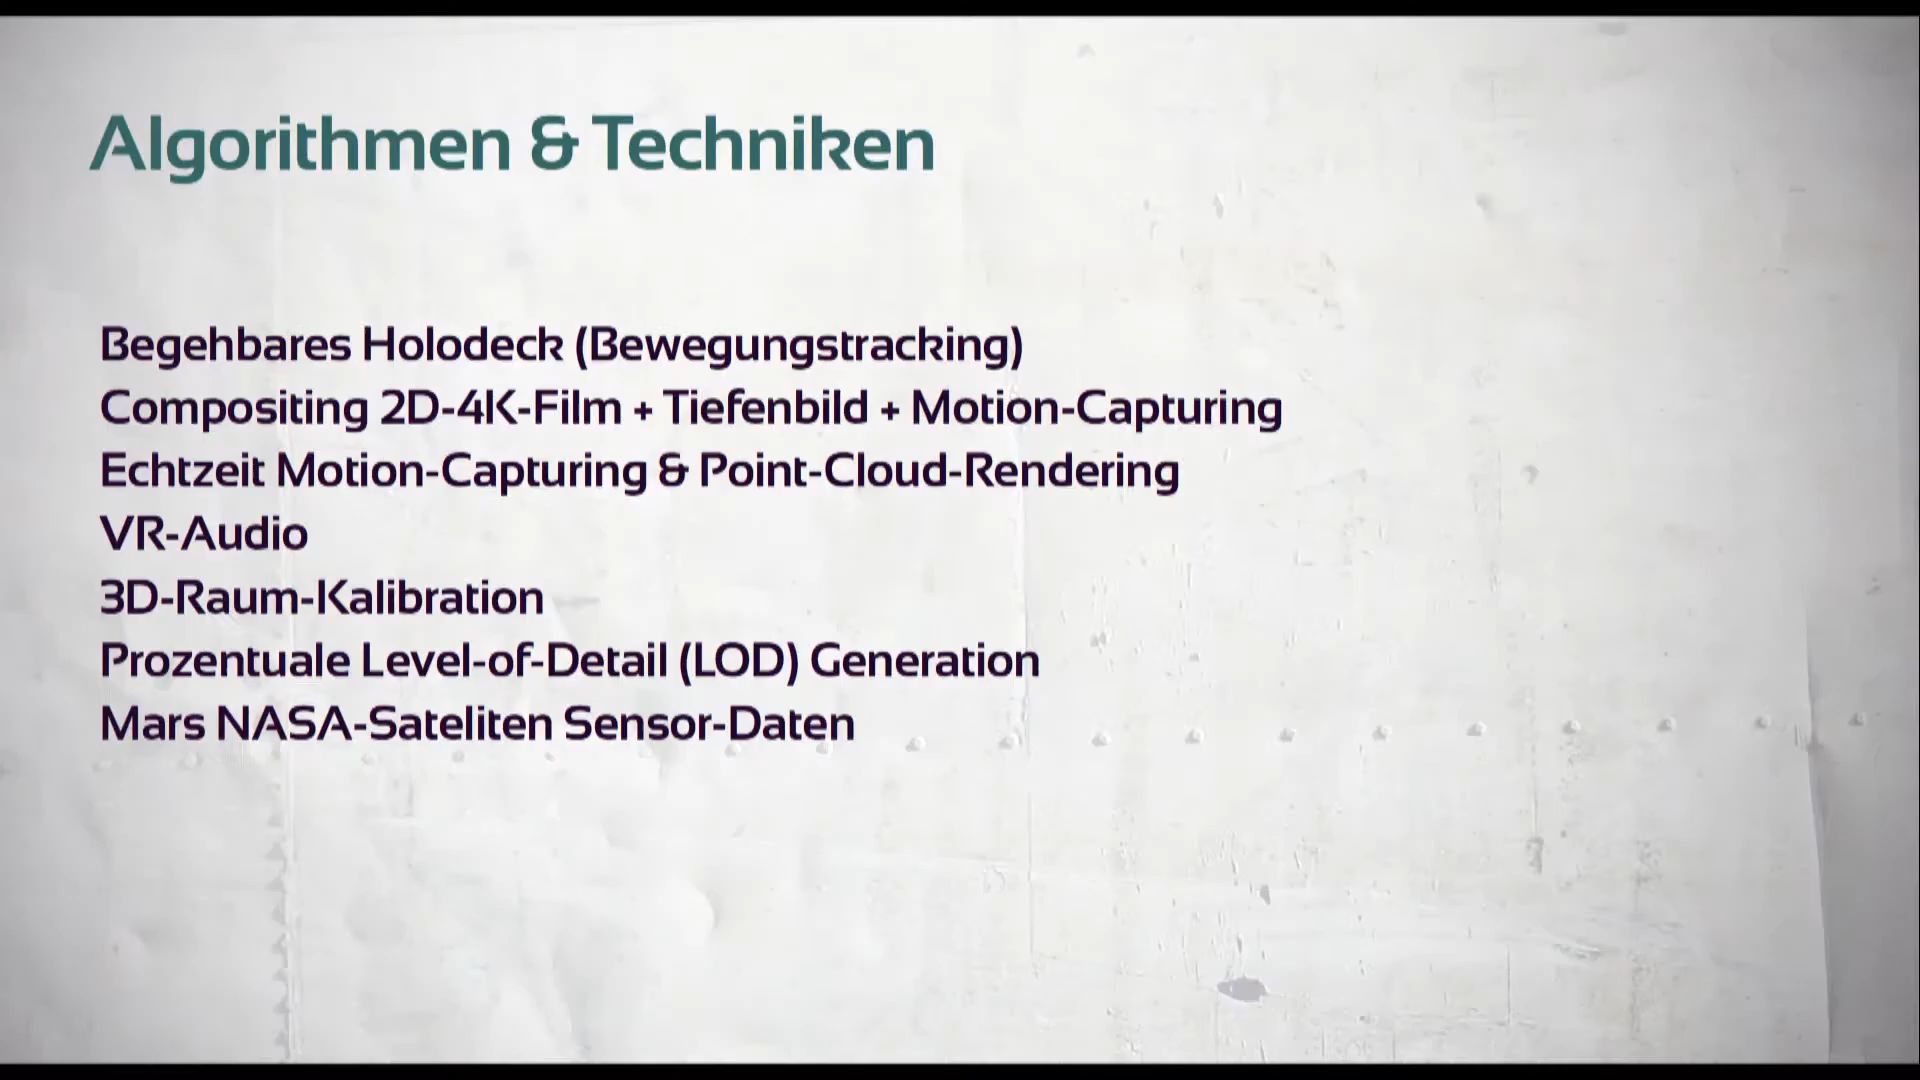 Algorithmen & Techniken
Begehbares Holodeck (Bewegungstracking)
Compositing 2D-4K-Film + Tiefenbild + Motion-Capturing
Echtzeit Motion-Capturing & Point-Cloud-Rendering
VR-Audio
3D-Raum-Kalibration
Prozentuale Level-of-Detail (LOD) Generation
Mars NASA-Sateliten Sensor-Daten